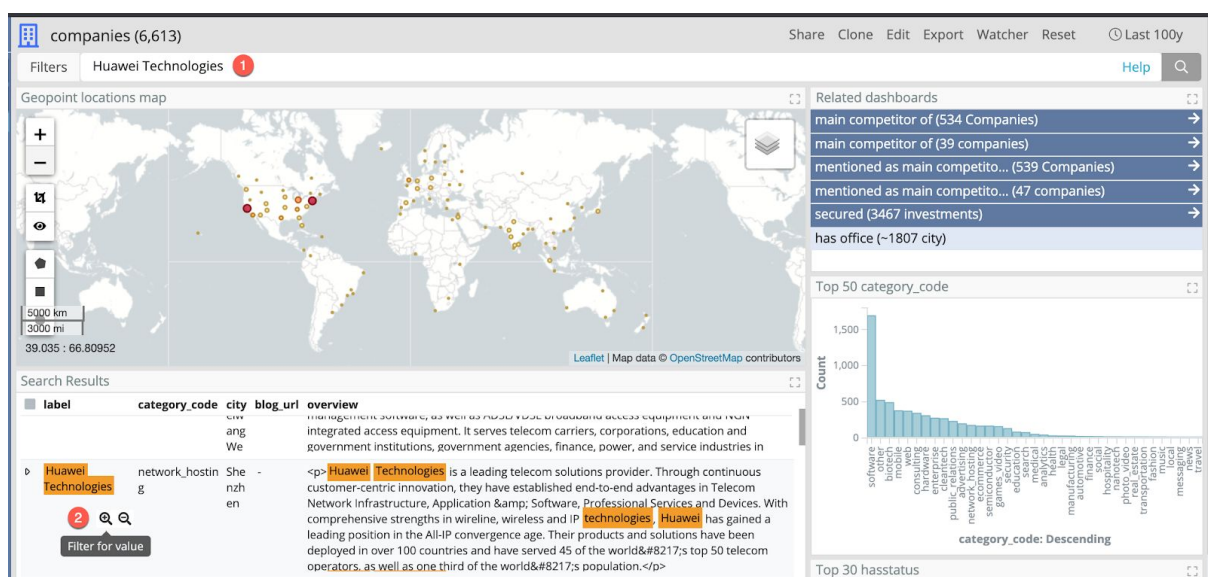 companies (6,613)
Share Clone Edit Export Watcher Reset Last 100y
Filters Huawei Technologies 1
Help
Geopoint locations map
+
−
5000 km
3000 mi
39.035 : 66.80952
Leaflet | Map data © OpenStreetMap contributors
Related dashboards
main competitor of (534 Companies)
main competitor of (39 companies)
mentioned as main competito... (539 Companies)
mentioned as main competito... (47 companies)
secured (3467 investments)
has office (~1807 city)
Top 50 category_code
1,500
1,000
500
0
Count
software
other
biotech
mobile
web
consulting
hardware
enterprise
cleantech
public_relations
advertising
network_hosting
ecommerce
semiconductor
games_video
security
education
search
medical
analytics
health
legal
manufacturing
automotive
finance
social
hospitality
nanotech
photo_video
real_estate
transportation
fashion
music
local
messaging
news
travel
category_code: Descending
Top 30 hasstatus
Search Results
label category_code city blog_url overview
ang
We
management software, as well as ADSL/VDSL broadband access equipment and NGN
integrated access equipment. It serves telecom carriers, corporations, education and
government institutions, government agencies, finance, power, and service industries in
Huawei
Technologies
network_hostin
g
She
nzh
en
-
<p> Huawei Technologies is a leading telecom solutions provider. Through continuous
customer-centric innovation, they have established end-to-end advantages in Telecom
Network Infrastructure, Application &amp; Software, Professional Services and Devices. With
comprehensive strengths in wireline, wireless and IP technologies, Huawei has gained a
leading position in the All-IP convergence age. Their products and solutions have been
deployed in over 100 countries and have served 45 of the world&#8217;s top 50 telecom
operators, as well as one third of the world&#8217;s population.</p>
2
Filter for value